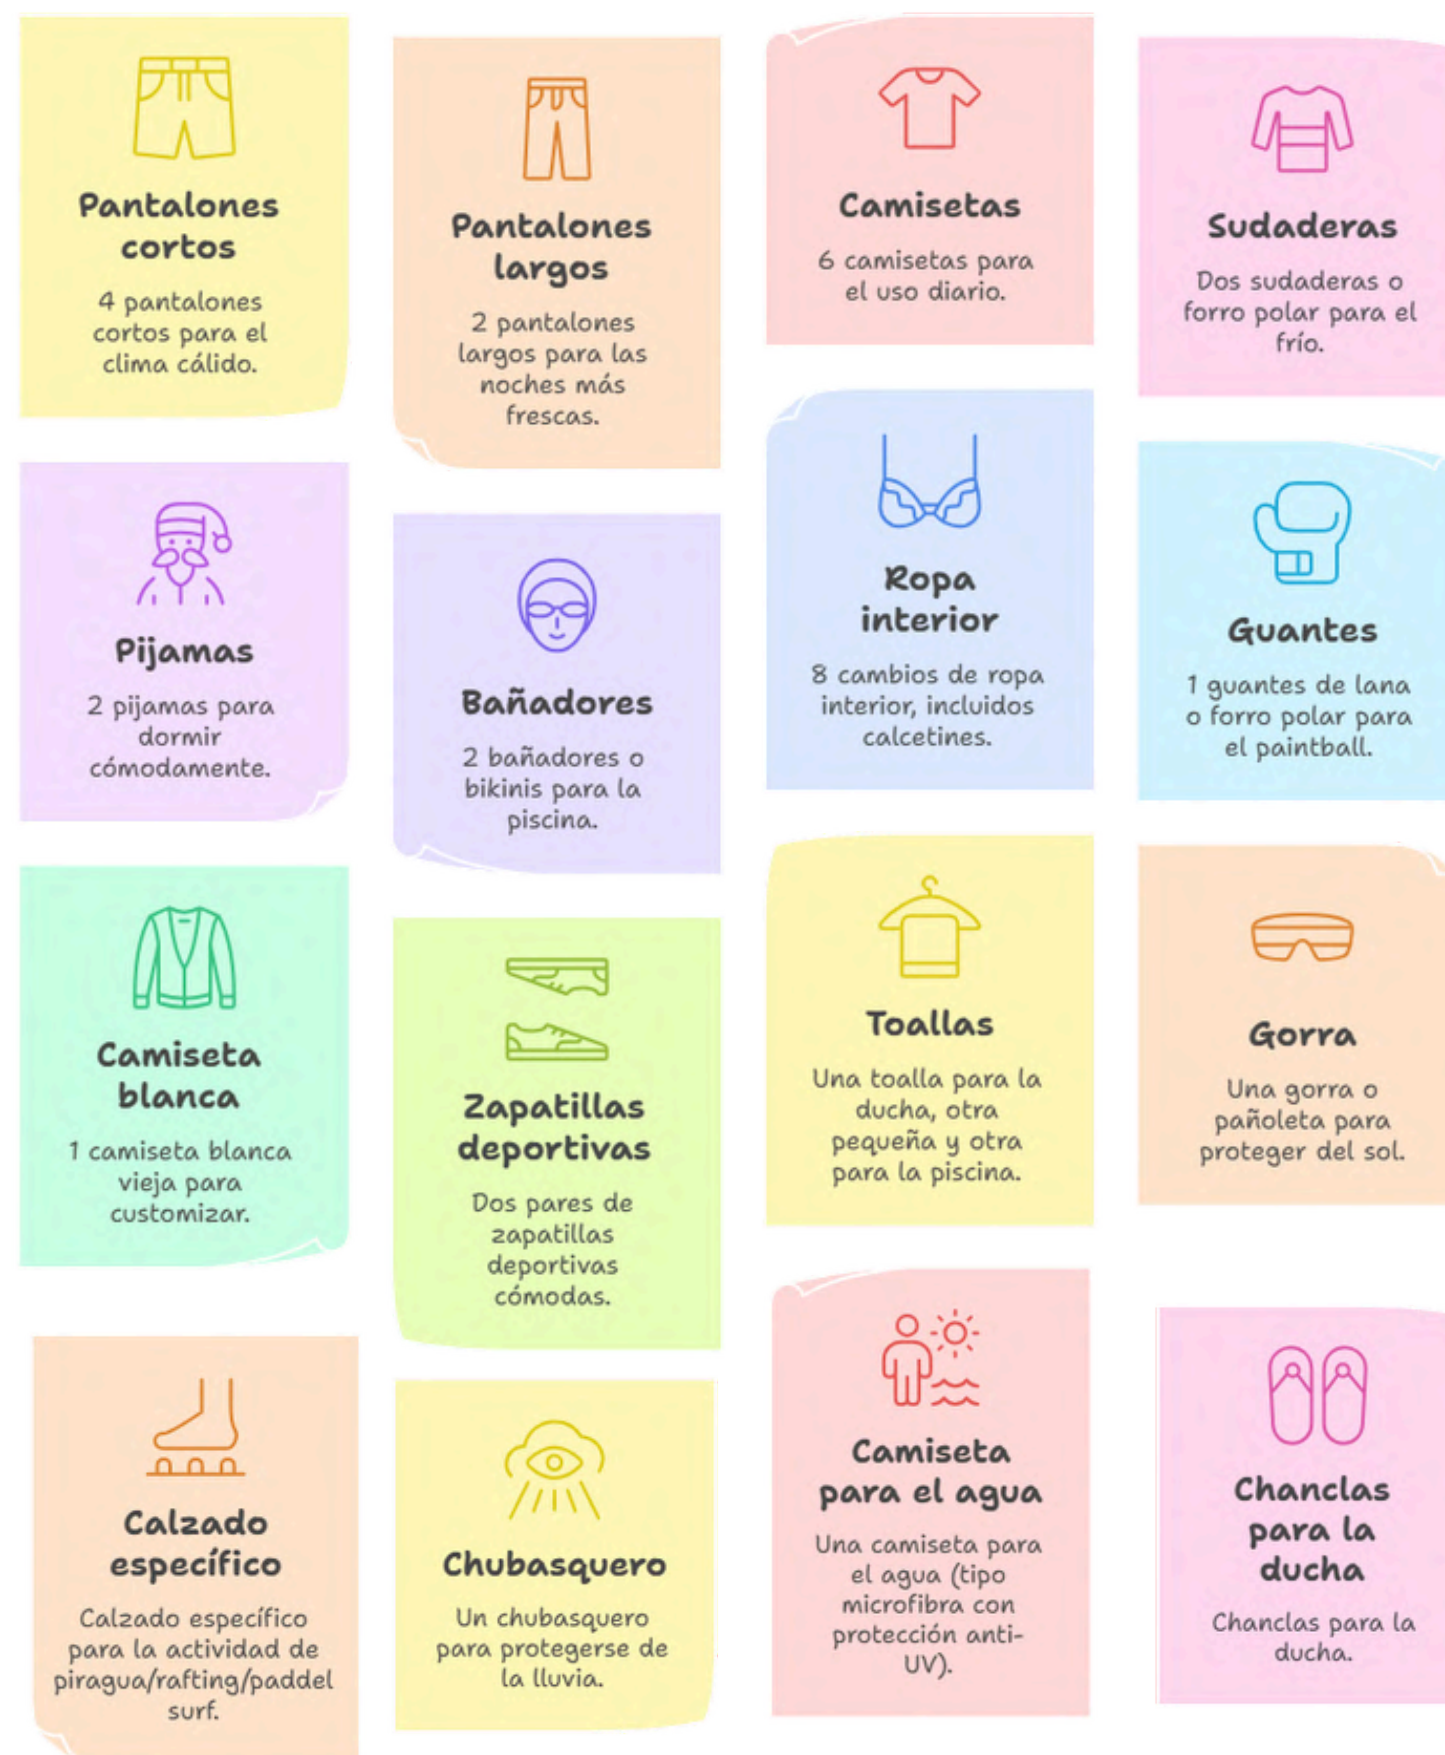 Pantalones
cortos
4 pantalones
cortos para el
clima cálido.
Pantalones
largos
2 pantalones
largos para las
noches más
frescas.
Camisetas
6 camisetas para
el uso diario.
Sudaderas
Dos sudaderas o
forro polar para el
frío.
Pijamas
2 pijamas para
dormir
cómodamente.
Bañadores
2 bañadores o
bikinis para la
piscina.
Ropa
interior
8 cambios de ropa
interior, incluidos
calcetines.
Guantes
1 guantes de lana
o forro polar para
el paintball.
Camiseta
blanca
1 camiseta blanca
vieja para
customizar.
Zapatillas
deportivas
Dos pares de
zapatillas
deportivas
cómodas.
Toallas
Una toalla para la
ducha, otra
pequeña y otra
para la piscina.
Gorra
Una gorra o
pañoleta para
proteger del sol.
Calzado
específico
Calzado específico
para la actividad de
piragua/rafting/paddel
surf.
Chubasquero
Un chubasquero
para protegerse de
la lluvia.
Camiseta
para el agua
Una camiseta para
el agua (tipo
microfibra con
protección anti-
UV).
Chanclas
para la
ducha
Chanclas para la
ducha.